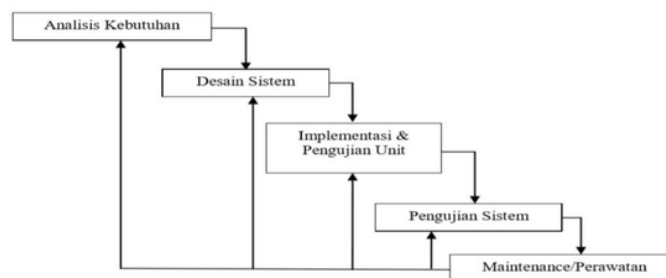 Analisis Kebutuhan
Desain Sistem
Implementasi &
Pengujian Unit
Pengujian Sistem
Maintenance/Perawatan